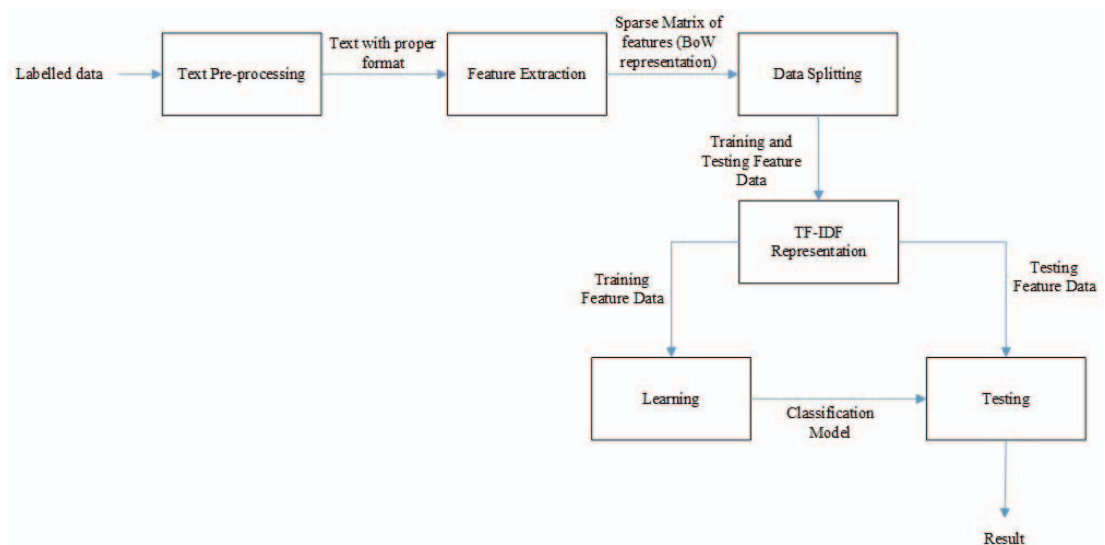 Labelled data
Text Pre-processing
Text with proper
format
Feature Extraction
Sparse Matrix of
features (BoW
representation)
Data Splitting
Training and
Testing Feature
Data
TF-IDF
Representation
Training
Feature Data
Testing
Feature Data
Learning
Classification
Model
Testing
Result